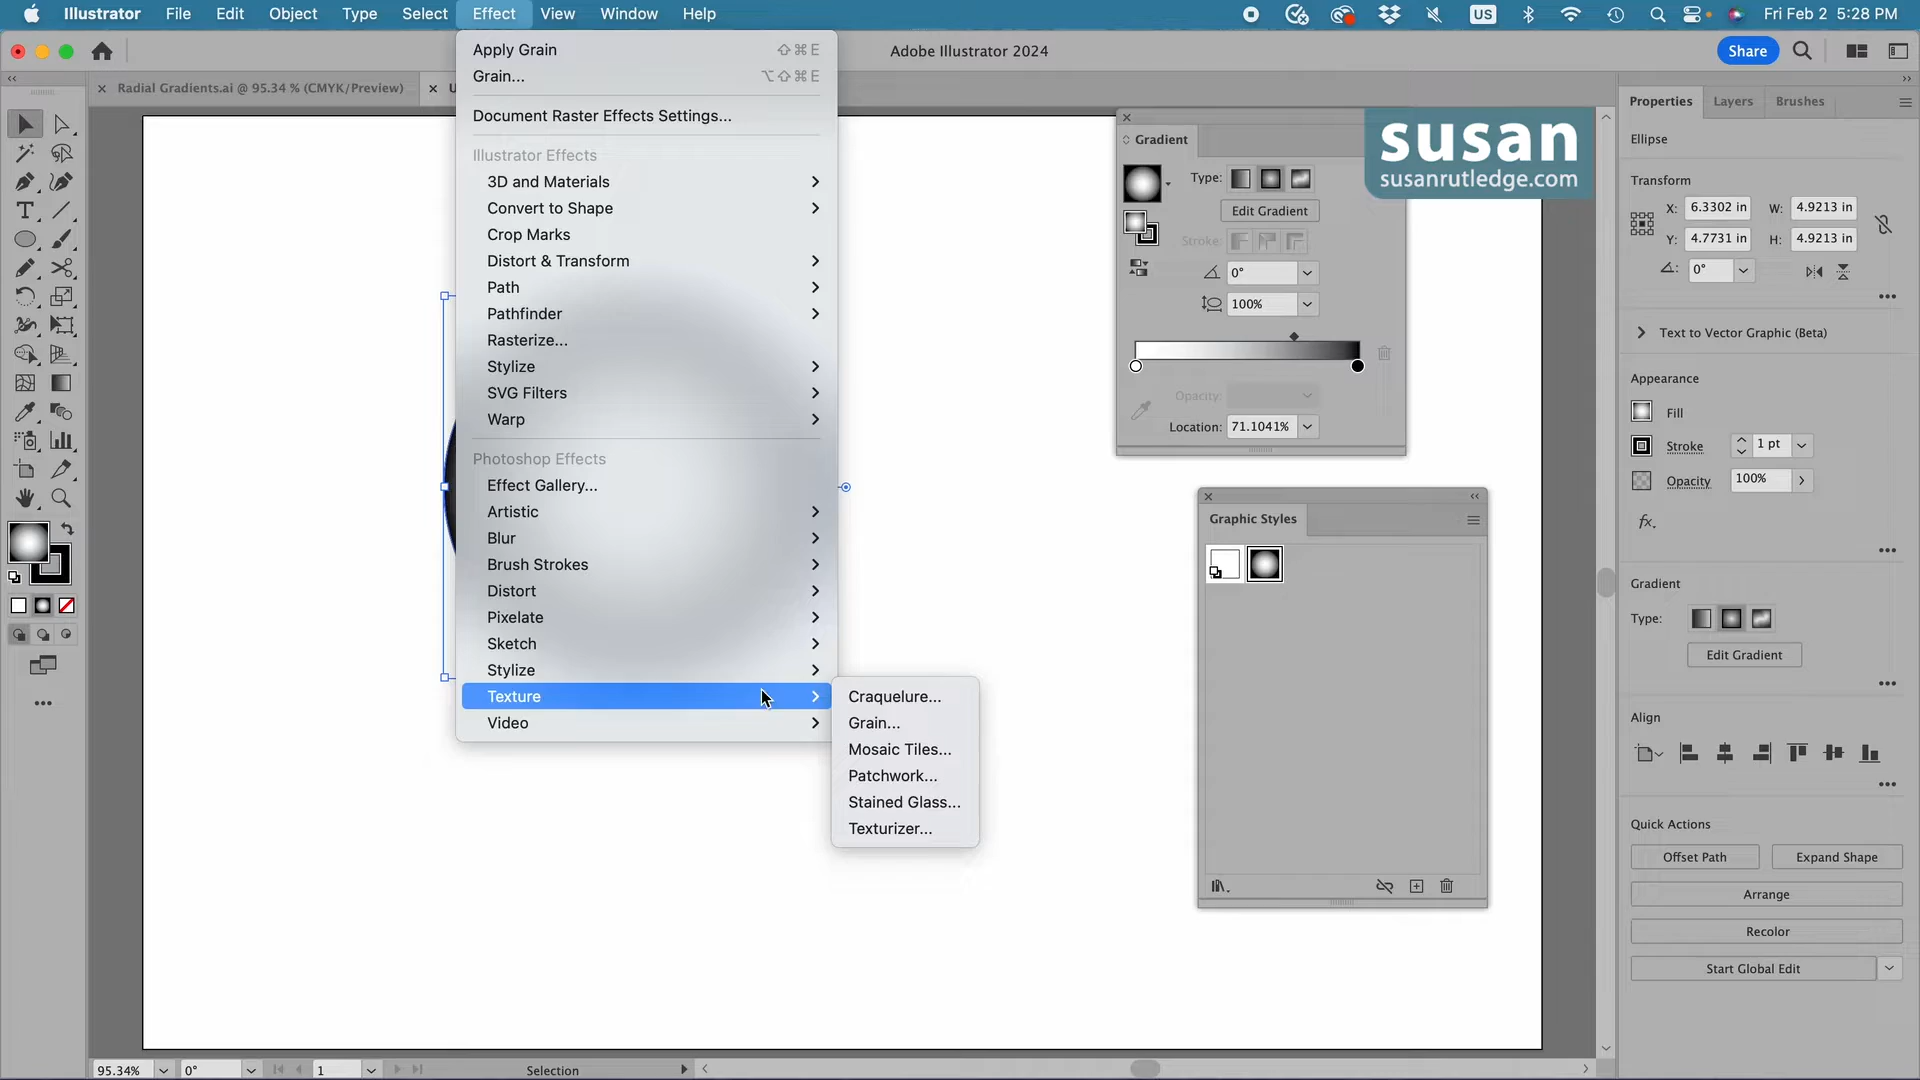 Illustrator File Edit Object Type Select Effect View Window Help
US
Fri Feb 2 5:28 PM
Adobe Illustrator 2024
Share
Radial Gradients.ai @ 95.34 % (CMYK/Preview)
Apply Grain ⇧⌘E
Grain... ⌥⇧⌘E
Document Raster Effects Settings...
Illustrator Effects
3D and Materials
Convert to Shape
Crop Marks
Distort & Transform
Path
Pathfinder
Rasterize...
Stylize
SVG Filters
Warp
Photoshop Effects
Effect Gallery...
Artistic
Blur
Brush Strokes
Distort
Pixelate
Sketch
Stylize
Texture
Video
Craquelure...
Grain...
Mosaic Tiles...
Patchwork...
Stained Glass...
Texturizer...
Gradient
Type:
Edit Gradient
Stroke:
0°
100%
Opacity:
Location: 71.1041%
susan
susanrutledge.com
Graphic Styles
Properties Layers Brushes
Ellipse
Transform
X: 6.3302 in W: 4.9213 in
Y: 4.7731 in H: 4.9213 in
0°
Text to Vector Graphic (Beta)
Appearance
Fill
Stroke 1 pt
Opacity 100%
fx.
Gradient
Type:
Edit Gradient
Align
Quick Actions
Offset Path Expand Shape
Arrange
Recolor
Start Global Edit
95.34% 0° 1 Selection